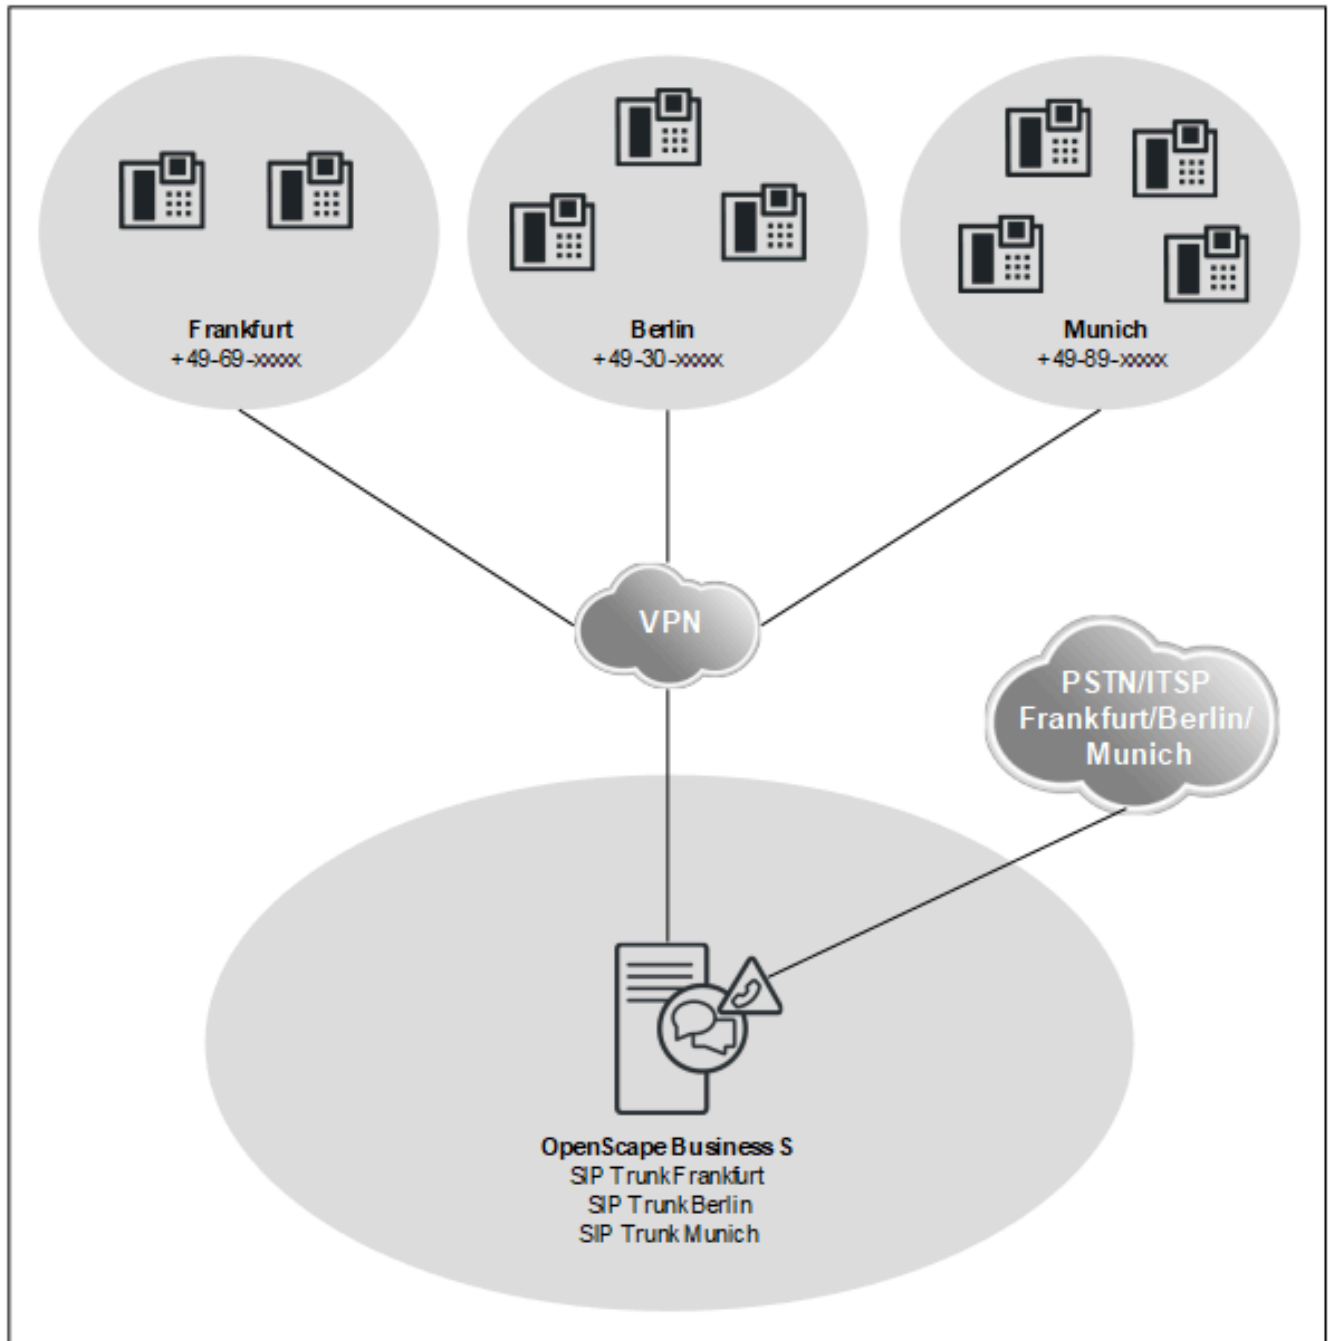 Frankfurt
+49-69-xxxxx
Berlin
+49-30-xxxxx
Munich
+49-89-xxxxx
VPN
PSTN/ITSP
Frankfurt/Berlin/
Munich
OpenScape Business S
SIP Trunk Frankfurt
SIP Trunk Berlin
SIP Trunk Munich